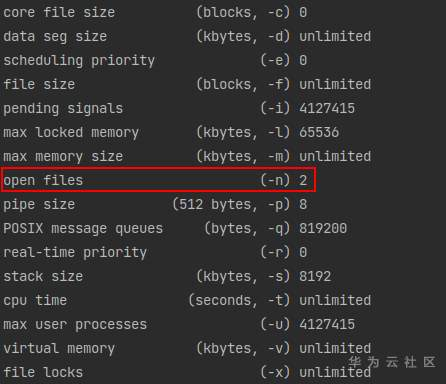 core file size (blocks, -c) 0
data seg size (kbytes, -d) unlimited
scheduling priority (-e) 0
file size (blocks, -f) unlimited
pending signals (-i) 4127415
max locked memory (kbytes, -l) 65536
max memory size (kbytes, -m) unlimited
open files (-n) 2
pipe size (512 bytes, -p) 8
POSIX message queues (bytes, -q) 819200
real-time priority (-r) 0
stack size (kbytes, -s) 8192
cpu time (seconds, -t) unlimited
max user processes (-u) 4127415
virtual memory (kbytes, -v) unlimited
file locks (-x) unlimited
华为云社区